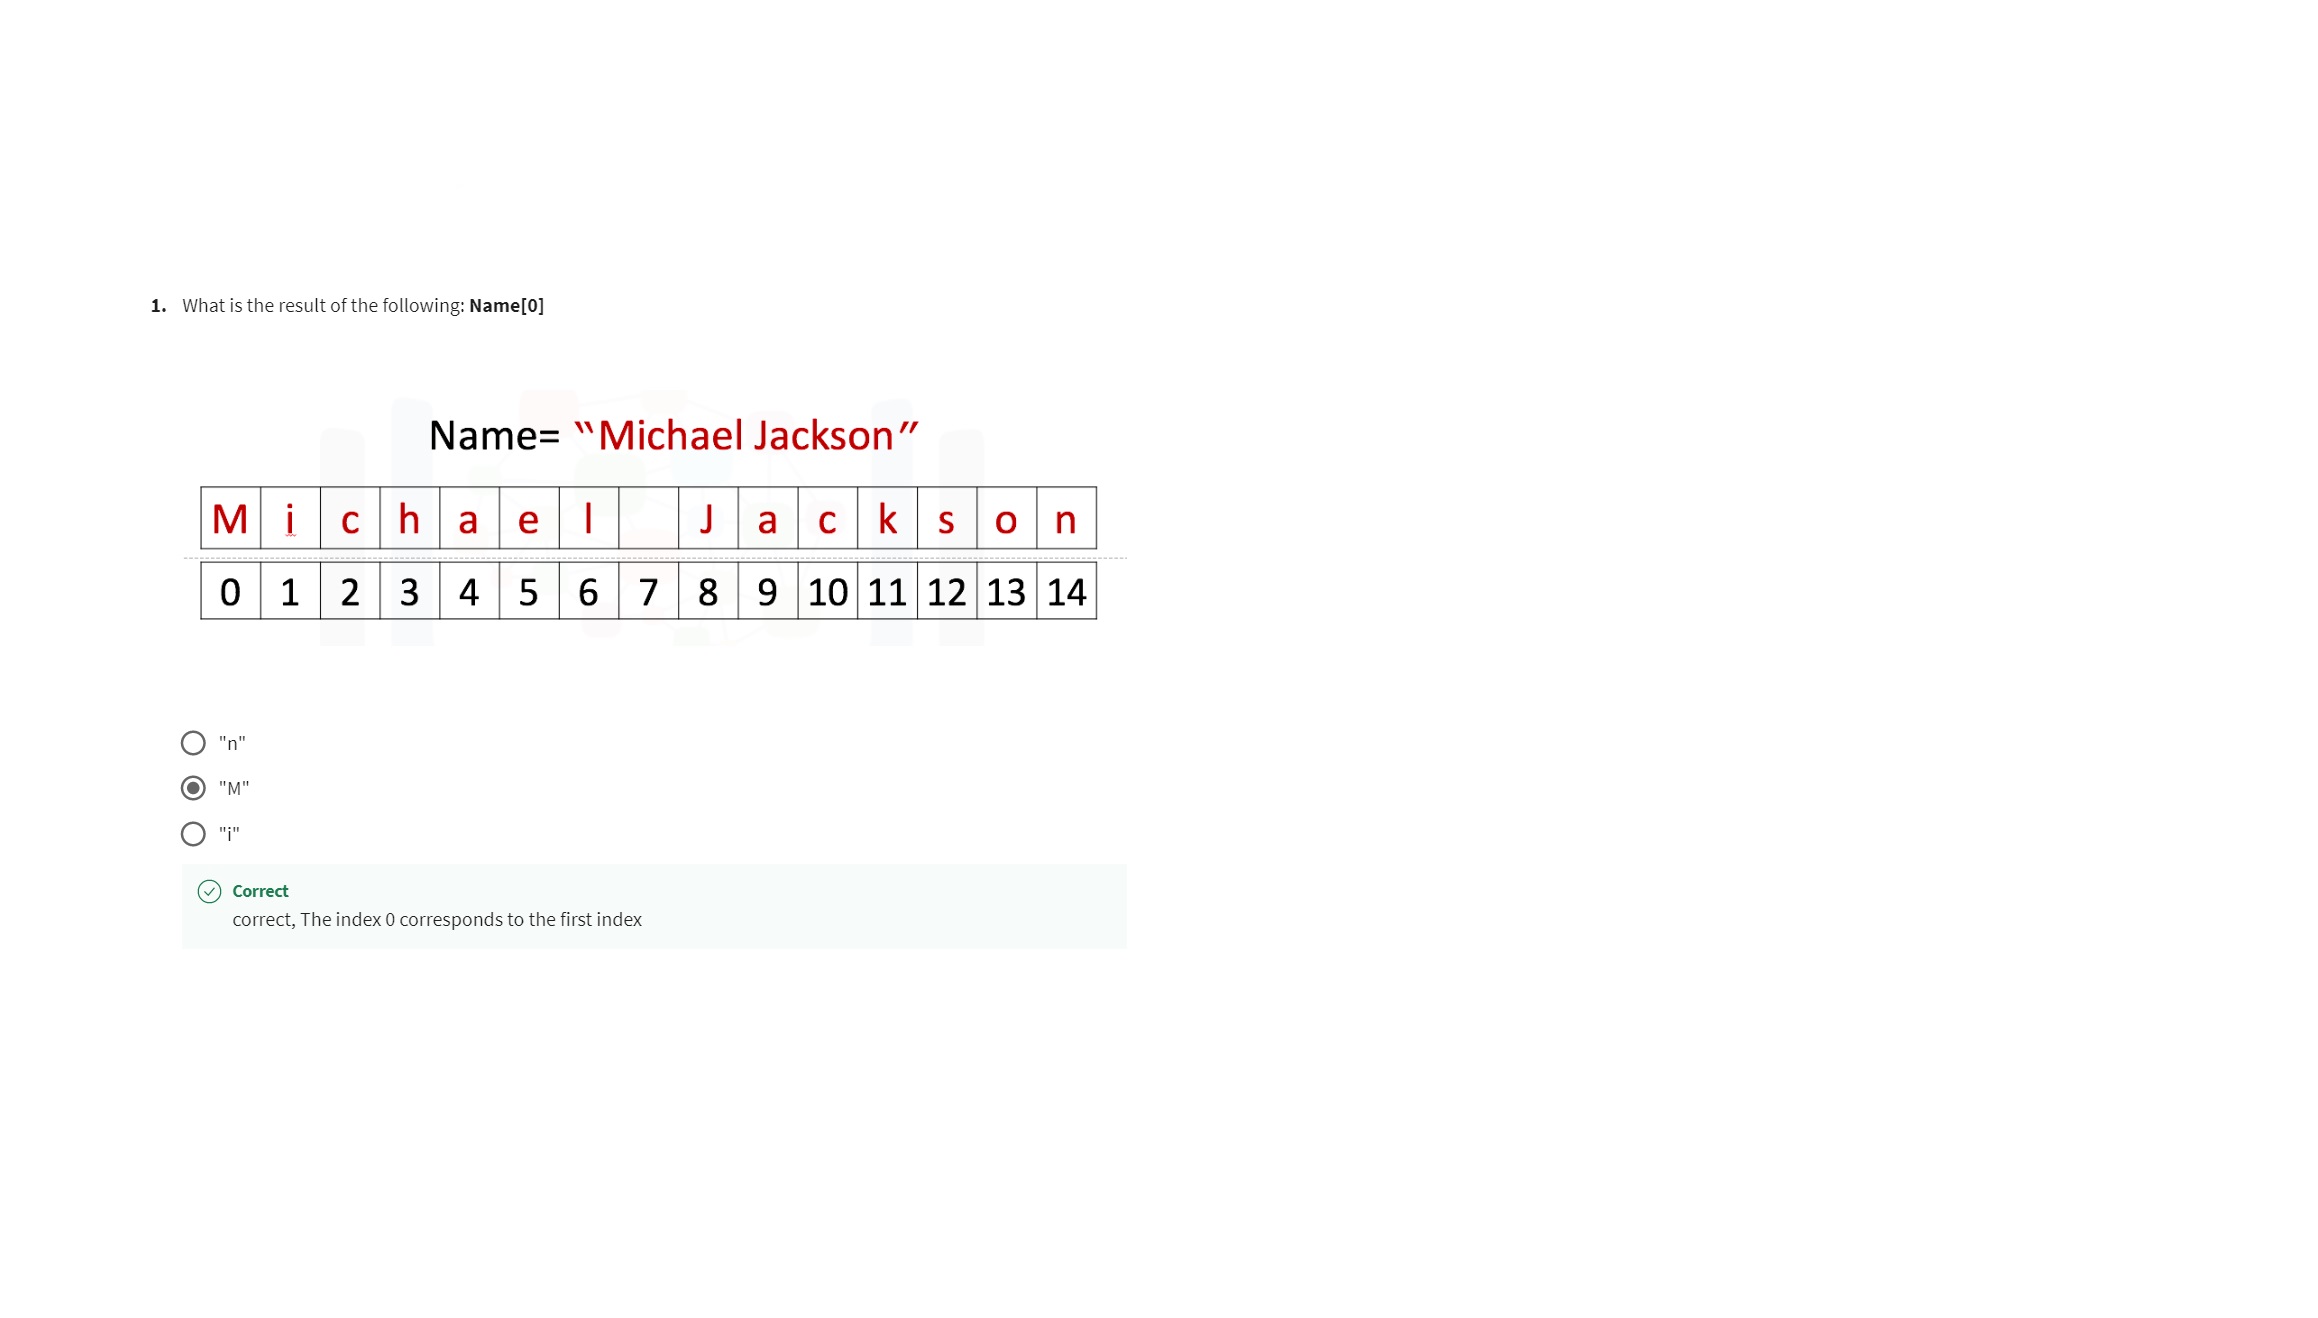 1. What is the result of the following: Name[0]
Name= “Michael Jackson”
M i c h a e l J a c k s o n
0 1 2 3 4 5 6 7 8 9 10 11 12 13 14
"n"
"M"
"i"
Correct
correct, The index 0 corresponds to the first index